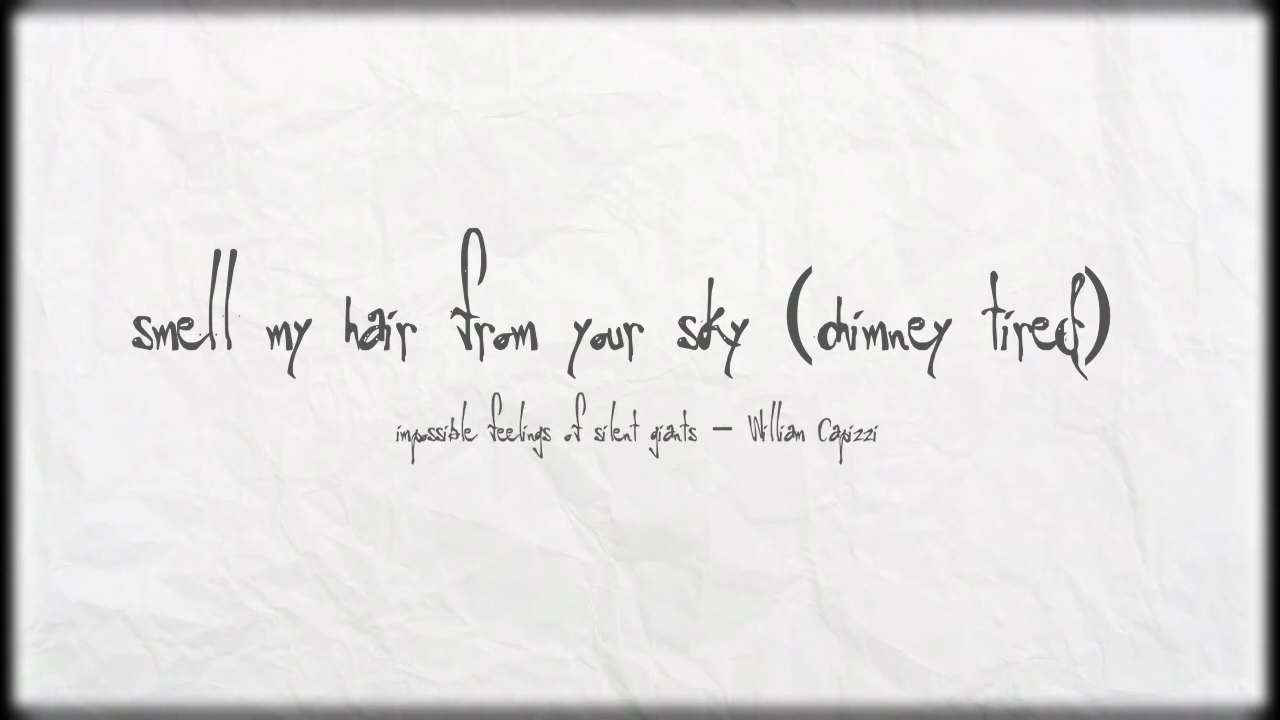 smell my hair from your sky (chimney tired)
impossible feelings of silent giants – William Capizzi